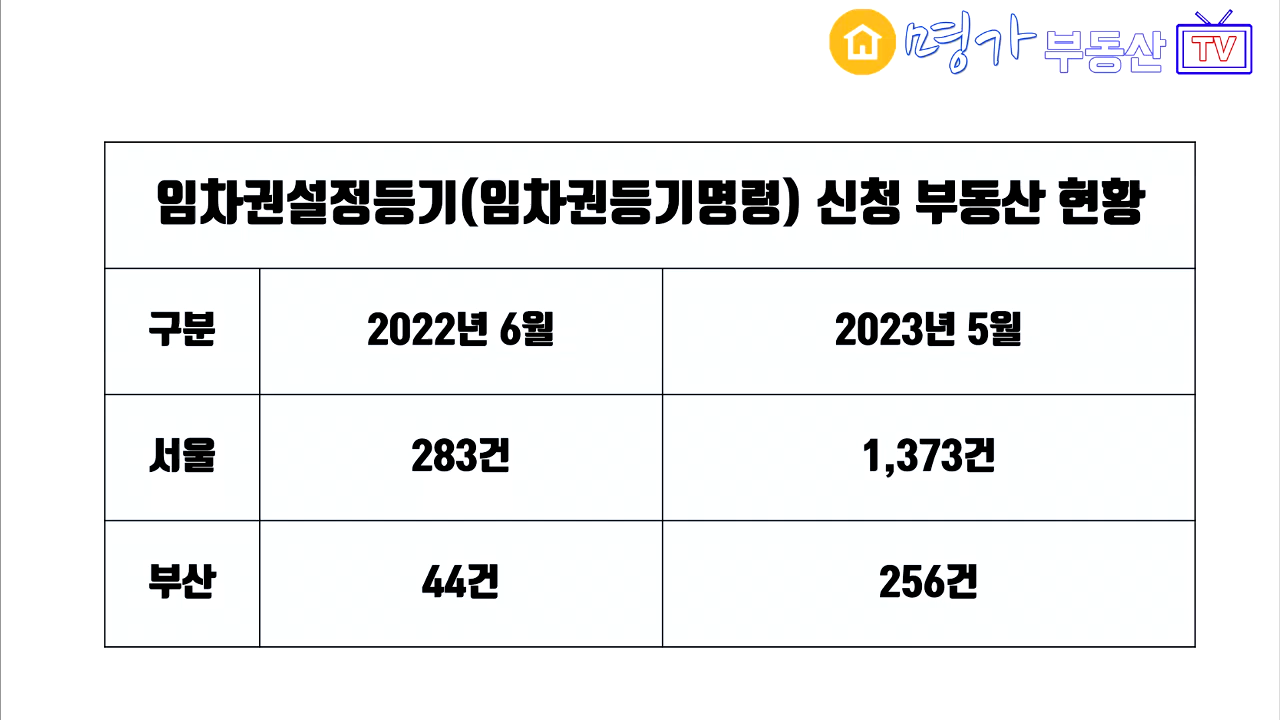 명가 부동산 TV
임차권설정등기(임차권등기명령) 신청 부동산 현황
구분 2022년 6월 2023년 5월
서울 283건 1,373건
부산 44건 256건